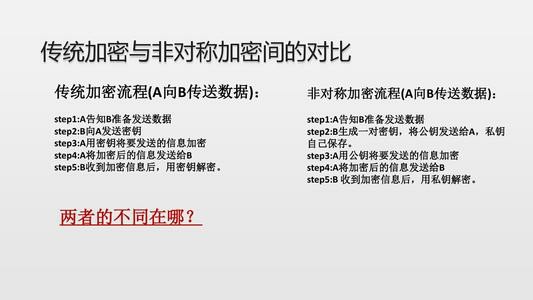 传统加密与非对称加密间的对比
传统加密流程(A向B传送数据)：
step1:A告知B准备发送数据
step2:B向A发送密钥
step3:A用密钥将要发送的信息加密
step4:A将加密后的信息发送给B
step5:B收到加密信息后，用密钥解密。
非对称加密流程(A向B传送数据)：
step1:A告知B准备发送数据
step2:B生成一对密钥，将公钥发送给A，私钥
自己保存。
step3:A用公钥将要发送的信息加密
step4:A将加密后的信息发送给B
step5:B 收到加密信息后，用私钥解密。
两者的不同在哪？